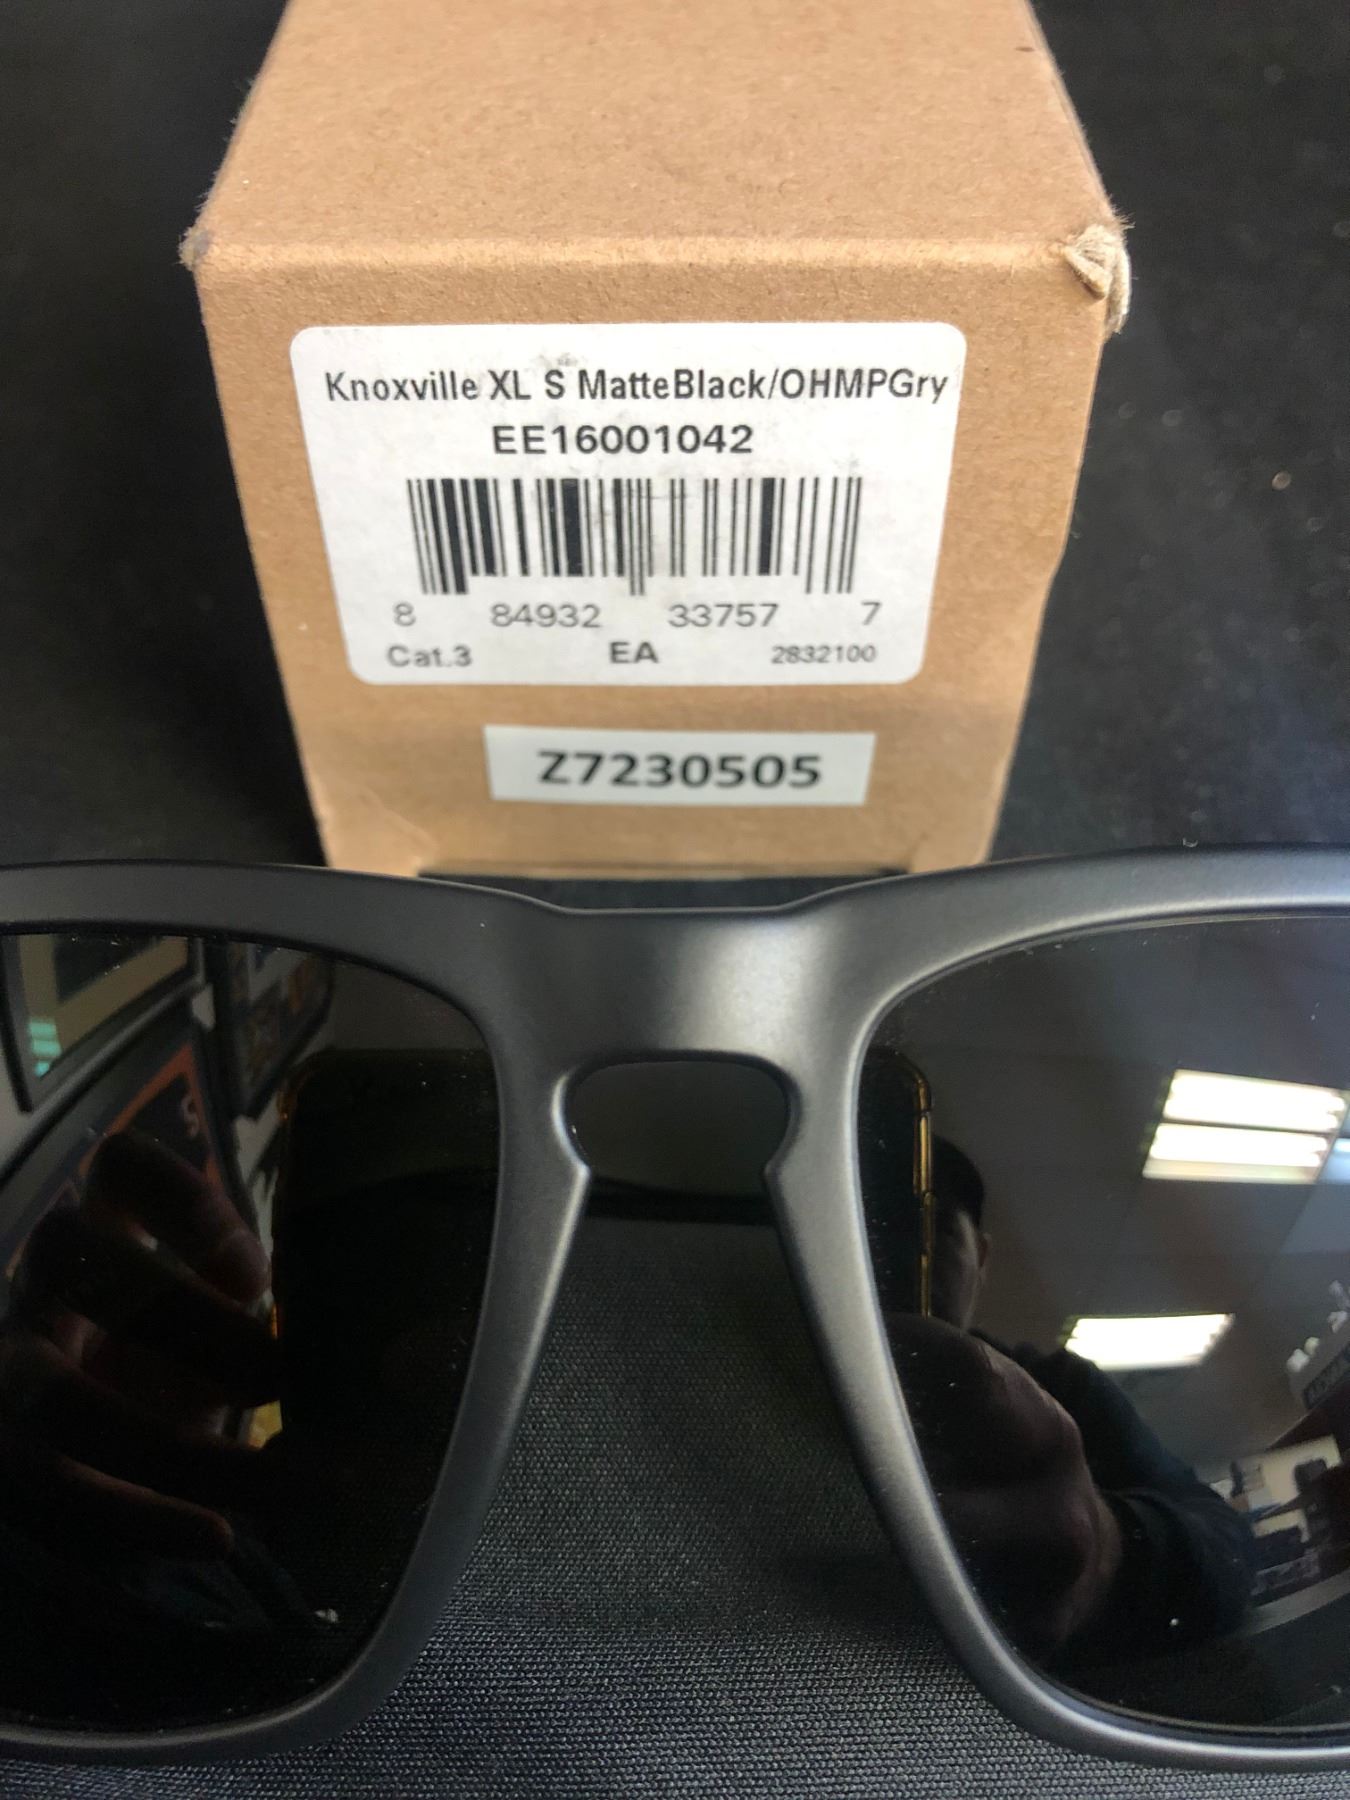 Knoxville XL S MatteBlack/OHMPGry
EE16001042
8 84932 33757 7
Cat.3 EA 2832100
Z7230505